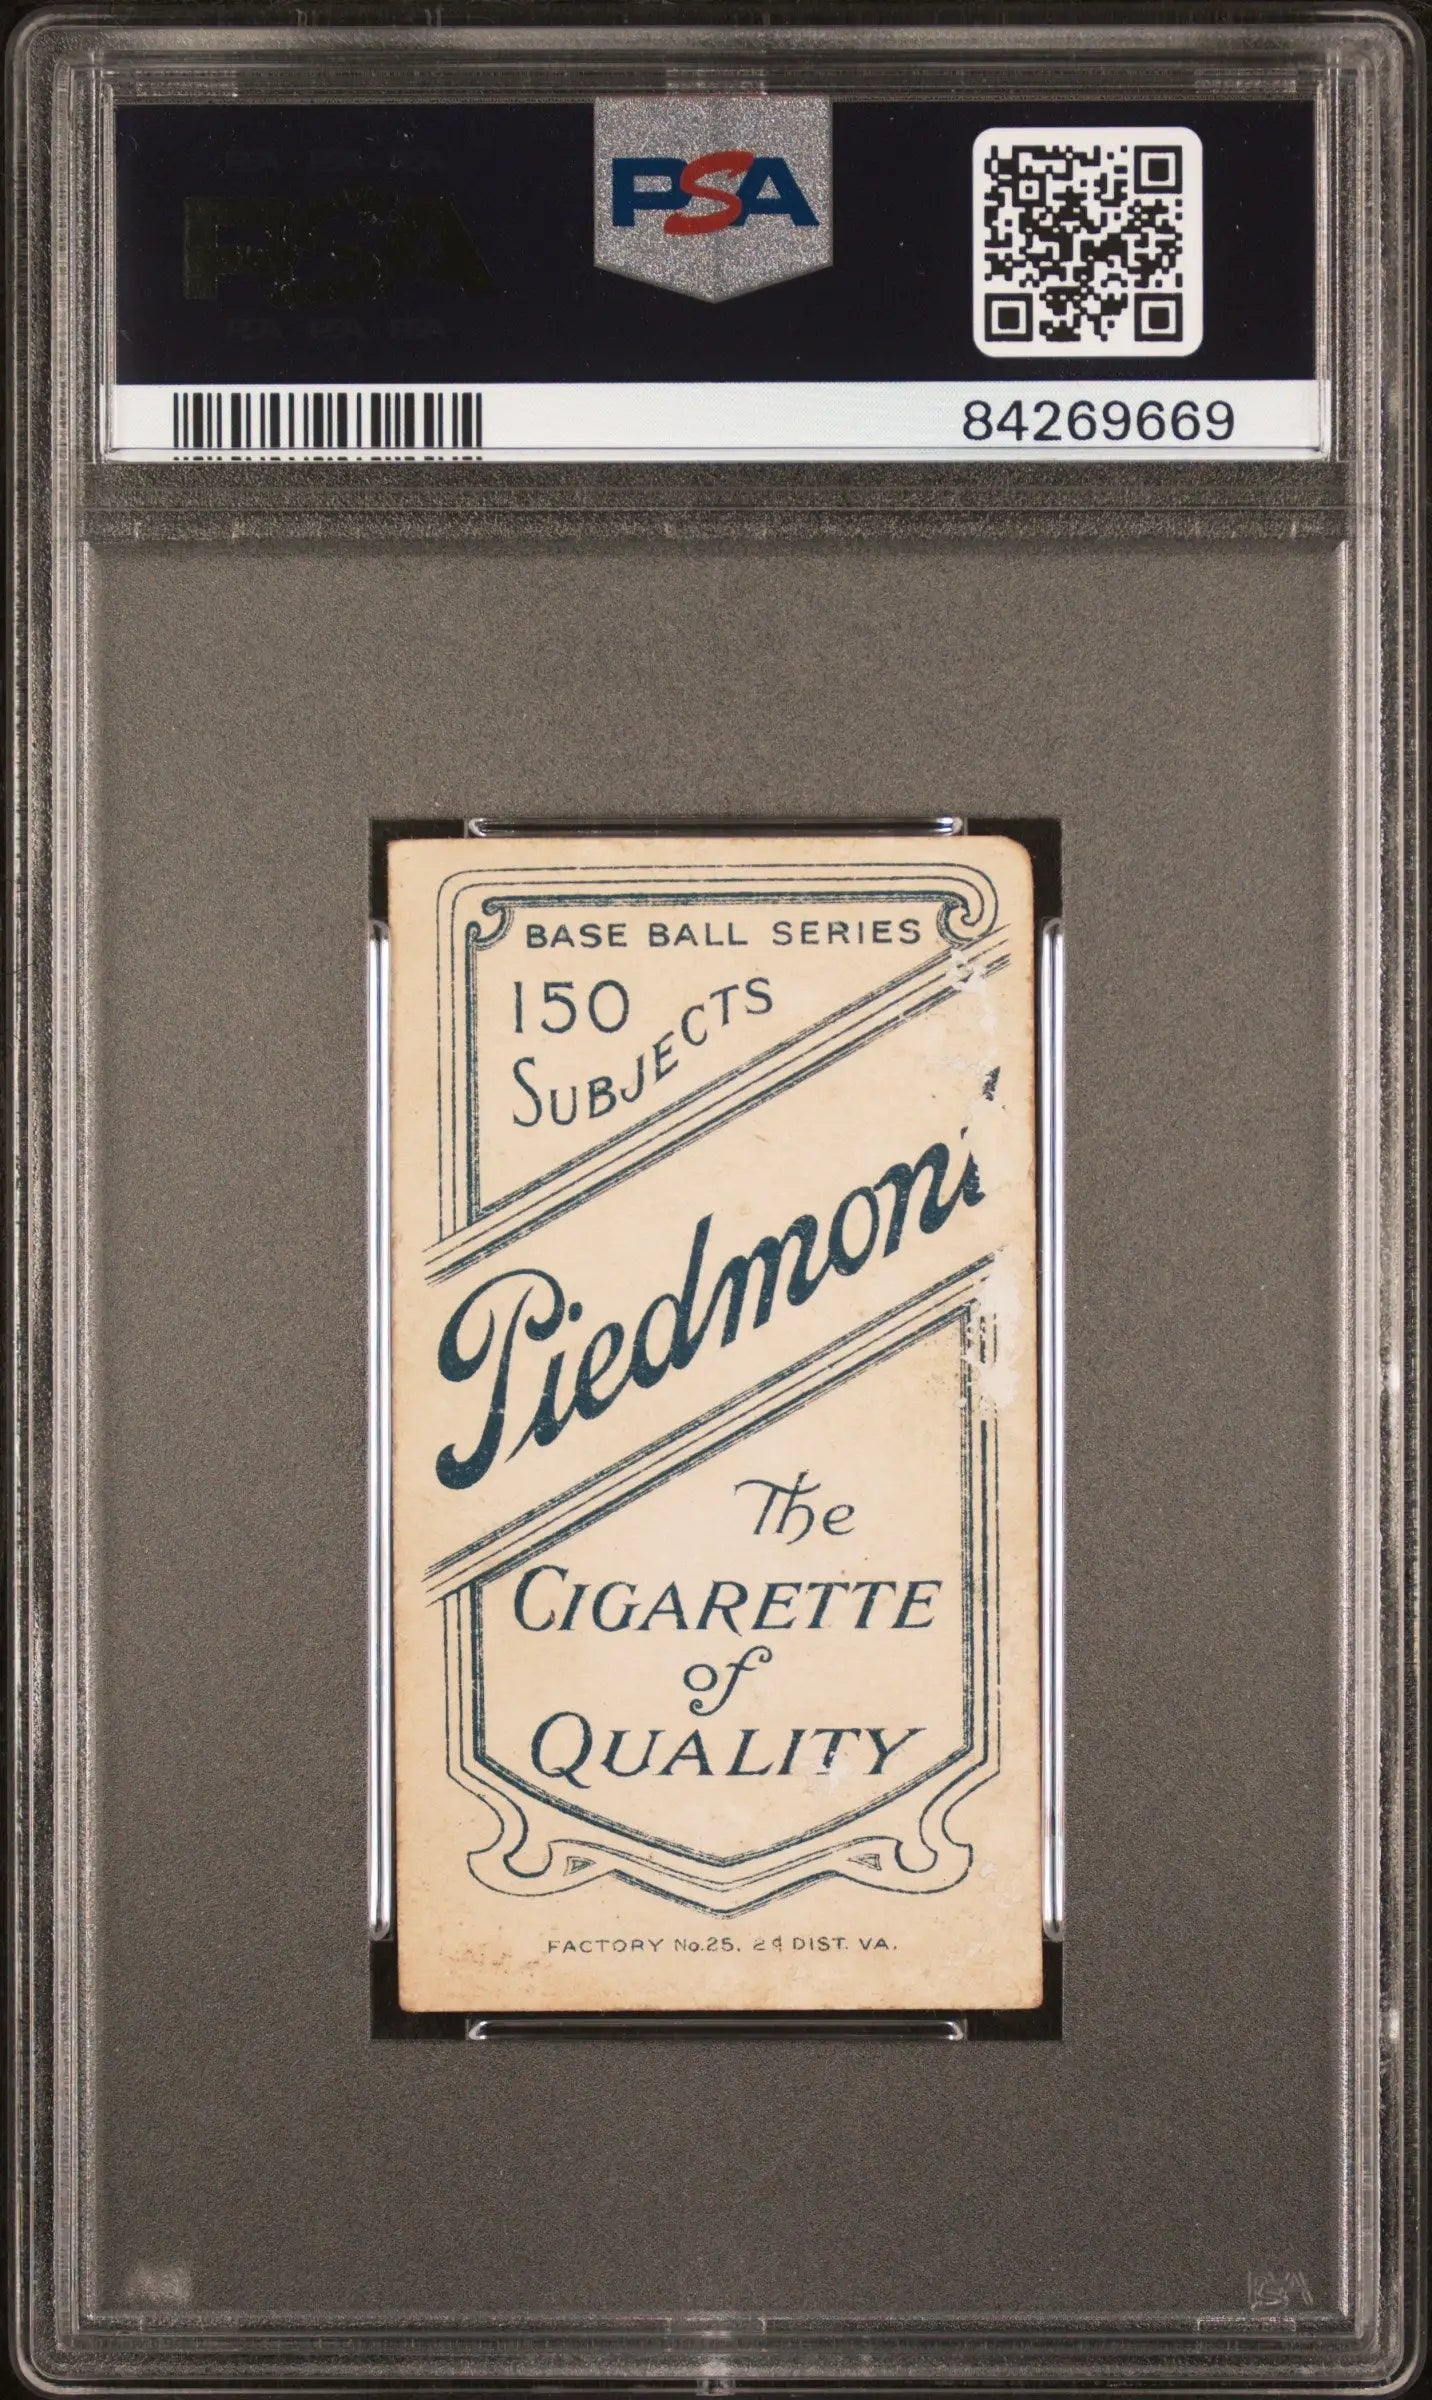 PSA
84269669
BASE BALL SERIES
150
SUBJECTS
Piedmont
The
CIGARETTE
of
QUALITY
FACTORY No.25. 2d DIST. VA.